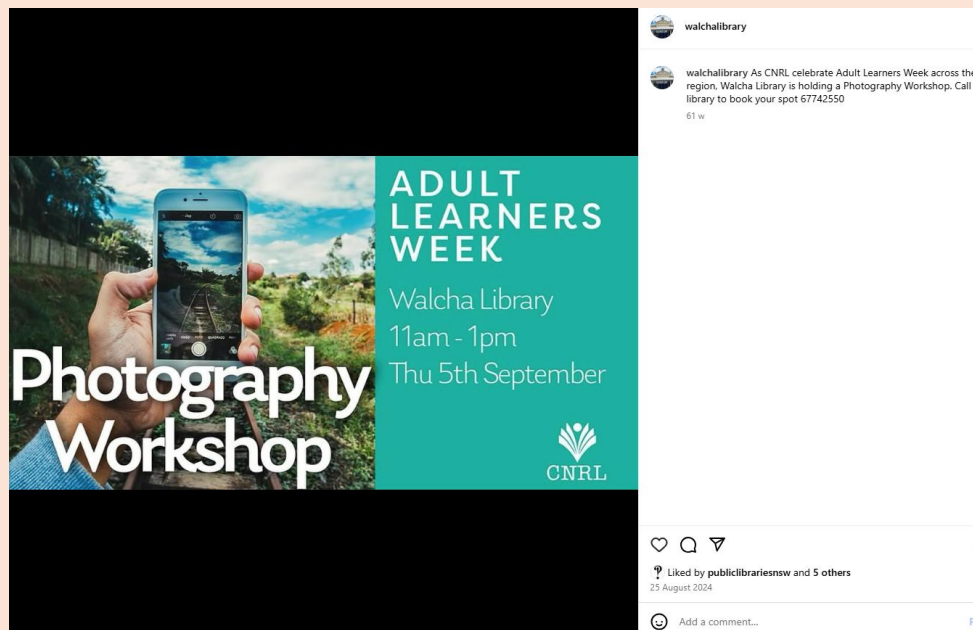 Photography
Workshop
ADULT
LEARNERS
WEEK
Walcha Library
11am - 1pm
Thu 5th September
CNRL
walchalibrary
walchalibrary As CNRL celebrate Adult Learners Week across the
region, Walcha Library is holding a Photography Workshop. Call
library to book your spot 67742550
61 w
Liked by publiclibrariesnsw and 5 others
25 August 2024
Add a comment...